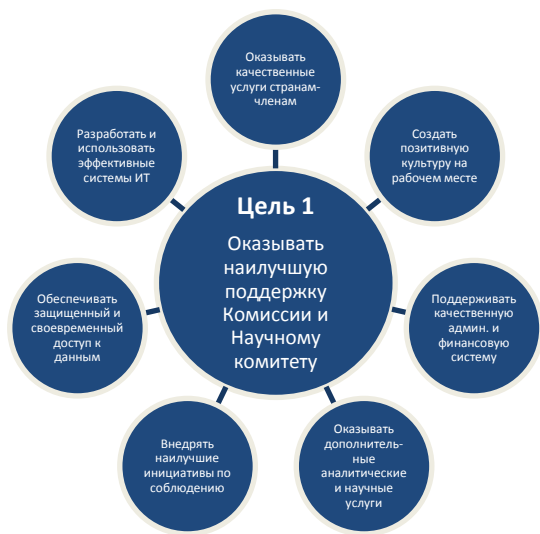 Цель 1
Оказывать
наилучшую
поддержку
Комиссии и
Научному
комитету
Оказывать
качественные
услуги странам-
членам
Создать
позитивную
культуру на
рабочем месте
Поддерживать
качественную
админ. и
финансовую
систему
Оказывать
дополнитель-
ные
аналитические
и научные
услуги
Внедрять
наилучшие
инициативы по
соблюдению
Обеспечивать
защищенный и
своевременный
доступ к
данным
Разработать и
использовать
эффективные
системы ИТ